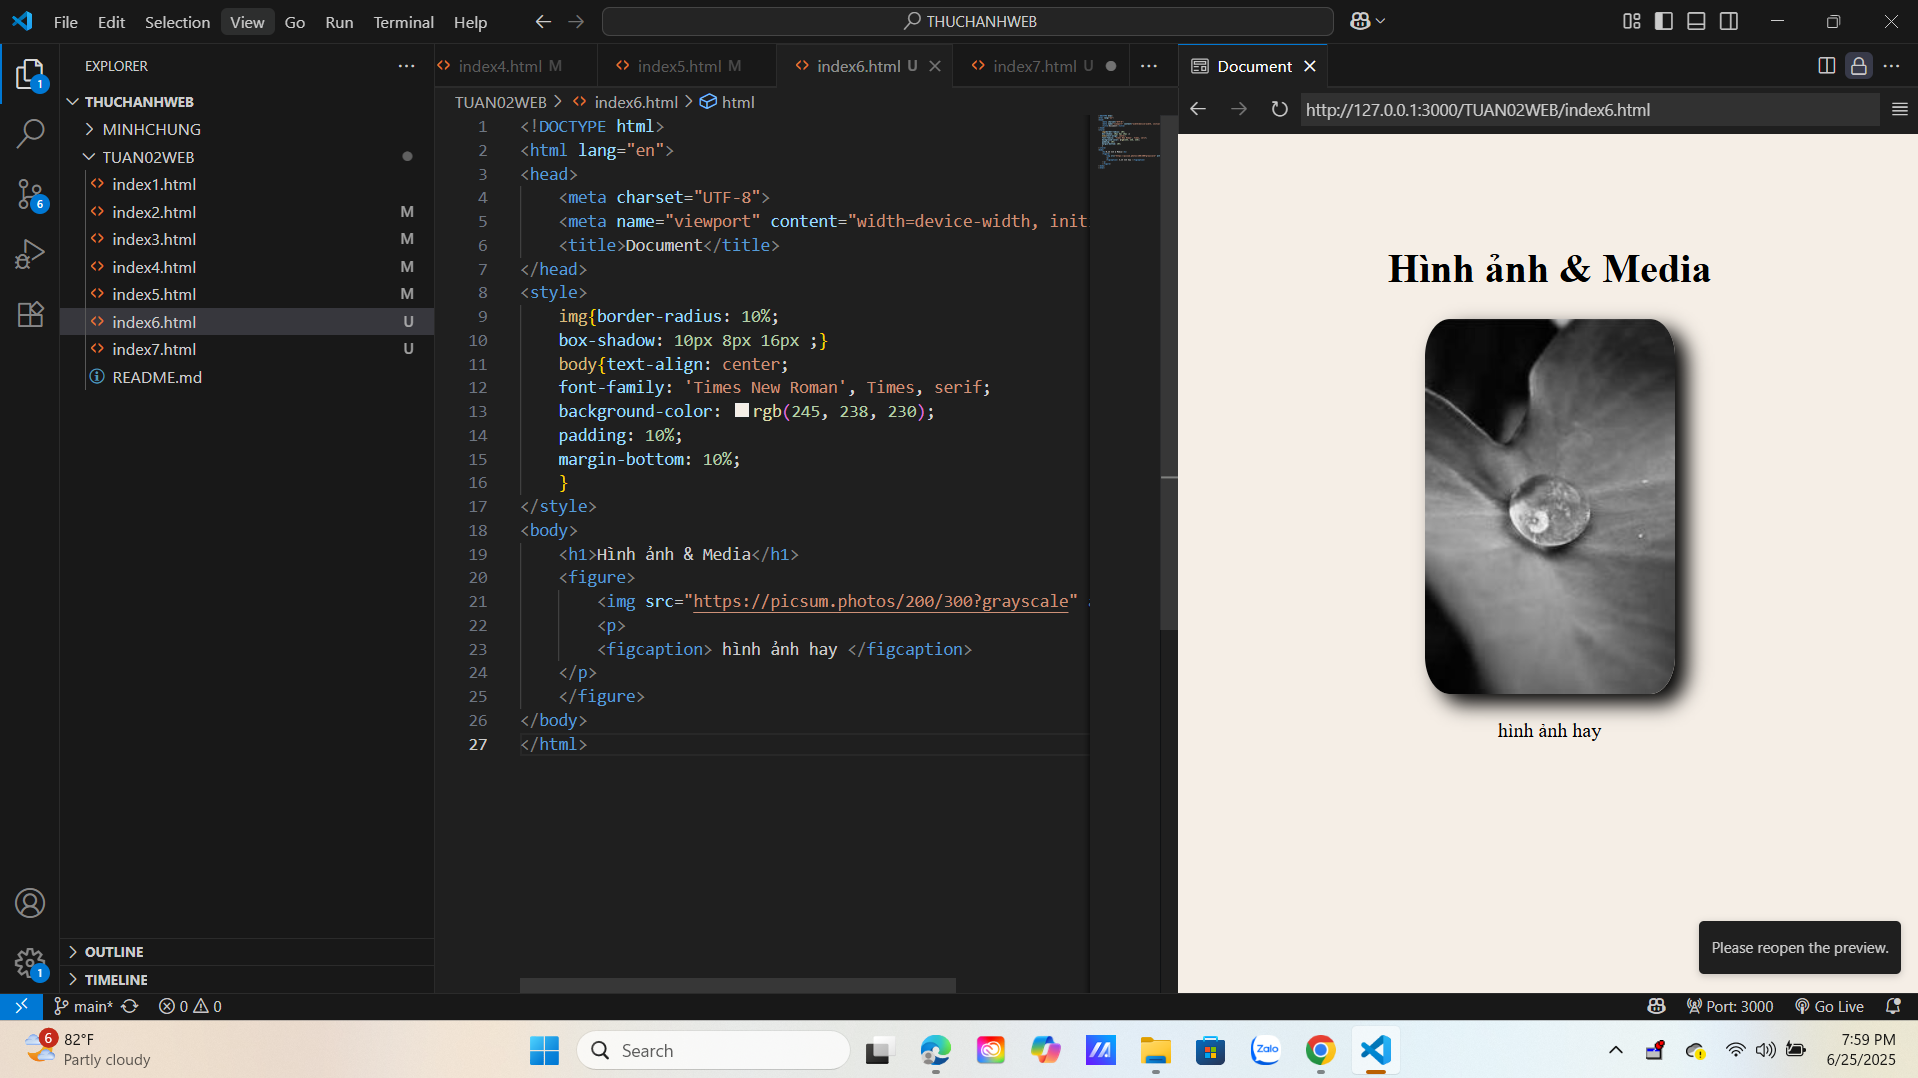 File Edit Selection View Go Run Terminal Help
THUCHANHWEB
EXPLORER
THUCHANHWEB
MINHCHUNG
TUAN02WEB
index1.html
index2.html M
index3.html M
index4.html M
index5.html M
index6.html U
index7.html U
README.md
OUTLINE
TIMELINE
1
6
1
index4.html M
index5.html M
index6.html U
index7.html U
TUAN02WEB > index6.html > html
1 <!DOCTYPE html>
2 <html lang="en">
3 <head>
4 <meta charset="UTF-8">
5 <meta name="viewport" content="width=device-width, init
6 <title>Document</title>
7 </head>
8 <style>
9 img{border-radius: 10%;
10 box-shadow: 10px 8px 16px ;}
11 body{text-align: center;
12 font-family: 'Times New Roman', Times, serif;
13 background-color: rgb(245, 238, 230);
14 padding: 10%;
15 margin-bottom: 10%;
16 }
17 </style>
18 <body>
19 <h1>Hình ảnh & Media</h1>
20 <figure>
21 <img src="https://picsum.photos/200/300?grayscale"
22 <p>
23 <figcaption> hình ảnh hay </figcaption>
24 </p>
25 </figure>
26 </body>
27 </html>
Document
http://127.0.0.1:3000/TUAN02WEB/index6.html
Hình ảnh & Media
hình ảnh hay
Please reopen the preview.
main* 0 0
Port: 3000 Go Live
6
82°F
Partly cloudy
Search
Zalo
7:59 PM
6/25/2025